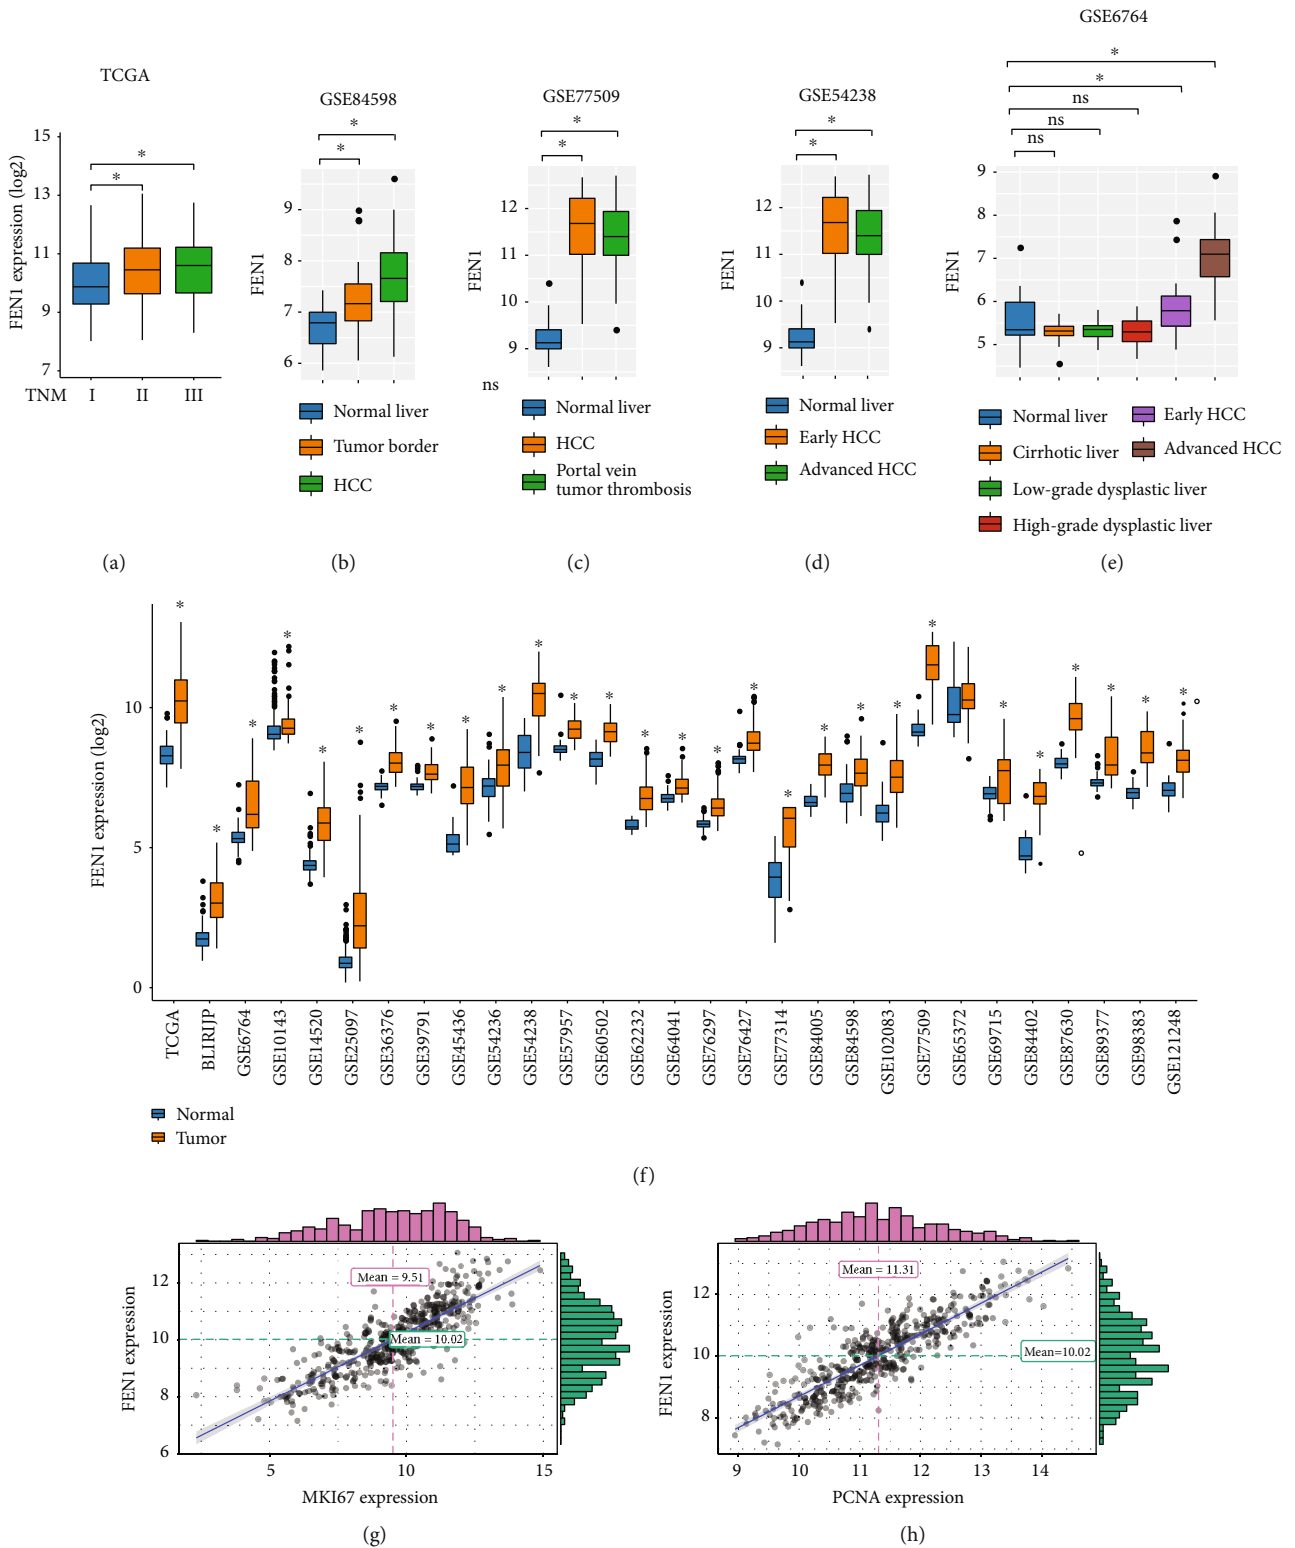 TCGA
FEN1 expression (log2)
15
13
11
9
7
*
*
TNM I II III
(a)
GSE84598
*
*
FEN1
9
8
7
6
Normal liver
Tumor border
HCC
(b)
GSE77509
*
*
FEN1
12
11
10
9
ns
Normal liver
HCC
Portal vein
tumor thrombosis
(c)
GSE54238
*
*
FEN1
12
11
10
9
Normal liver
Early HCC
Advanced HCC
(d)
GSE6764
*
*
ns
ns
ns
FEN1
9
8
7
6
5
Normal liver
Cirrhotic liver
Low-grade dysplastic liver
High-grade dysplastic liver
Early HCC
Advanced HCC
(e)
FEN1 expression (log2)
10
5
0
* * * * * * * * * * * * * * * * * * * * * * * * * * * *
TCGA
BLIRIJP
GSE6764
GSE10143
GSE14520
GSE25097
GSE36376
GSE39791
GSE45436
GSE54236
GSE54238
GSE57957
GSE60502
GSE62232
GSE64041
GSE76297
GSE76427
GSE77314
GSE84005
GSE84598
GSE102083
GSE77509
GSE65372
GSE69715
GSE84402
GSE87630
GSE89377
GSE98383
GSE121248
Normal
Tumor
(f)
FEN1 expression
12
10
8
6
Mean = 9.51
Mean = 10.02
5 10 15
MKI67 expression
(g)
FEN1 expression
12
10
8
Mean = 11.31
Mean=10.02
9 10 11 12 13 14
PCNA expression
(h)